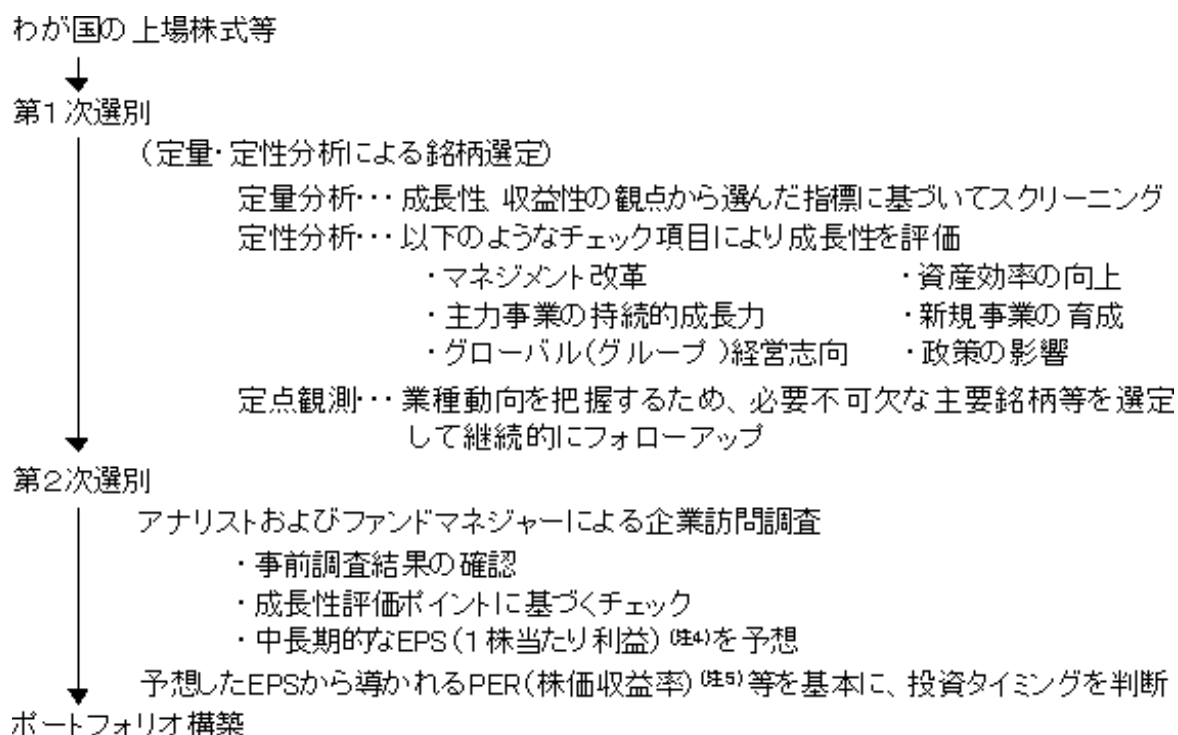 わが国の上場株式等
第1次選別
（定量・定性分析による銘柄選定）
定量分析・・・成長性、収益性の観点から選んだ指標に基づいてスクリーニング
定性分析・・・以下のようなチェック項目により成長性を評価
・マネジメント改革　・資産効率の向上
・主力事業の持続的成長力　・新規事業の育成
・グローバル(グループ)経営志向　・政策の影響
定点観測・・・業種動向を把握するため、必要不可欠な主要銘柄等を選定
して継続的にフォローアップ
第2次選別
アナリストおよびファンドマネジャーによる企業訪問調査
・事前調査結果の確認
・成長性評価ポイントに基づくチェック
・中長期的なEPS(1株当たり利益)(注4)を予想
予想したEPSから導かれるPER(株価収益率)(注5)等を基本に、投資タイミングを判断
ポートフォリオ構築